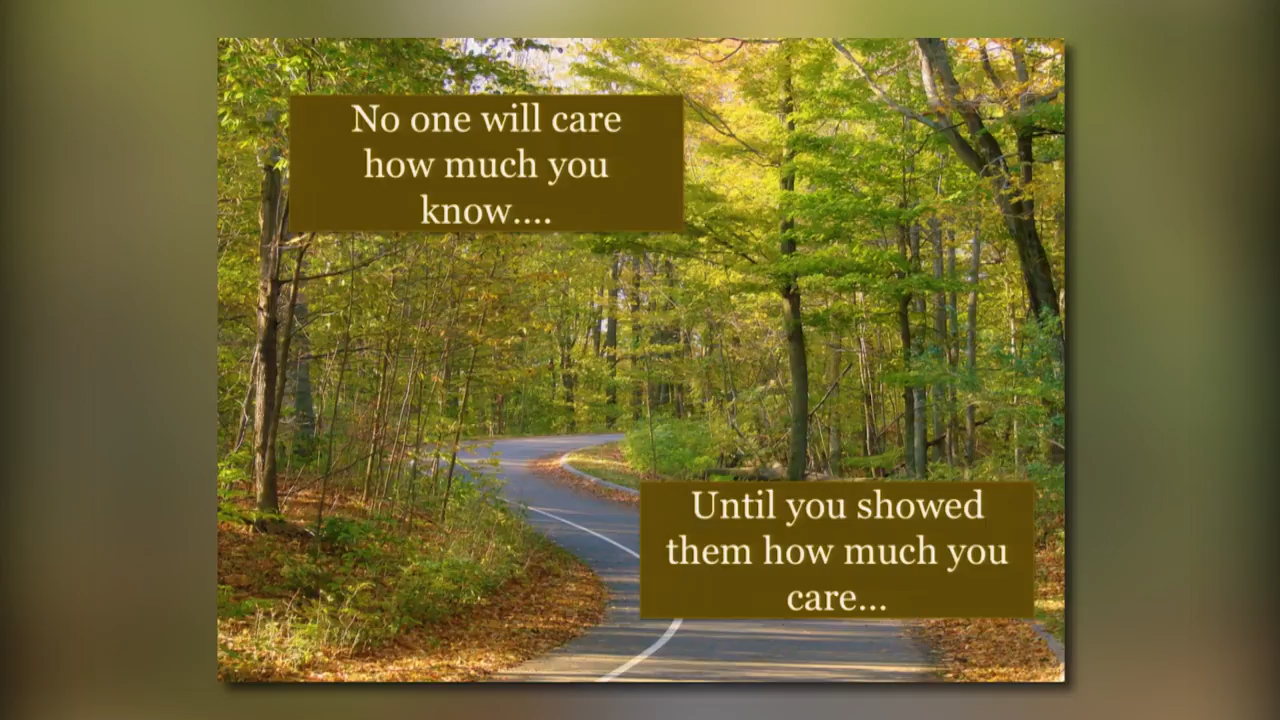 No one will care
how much you
know....
Until you showed
them how much you
care...